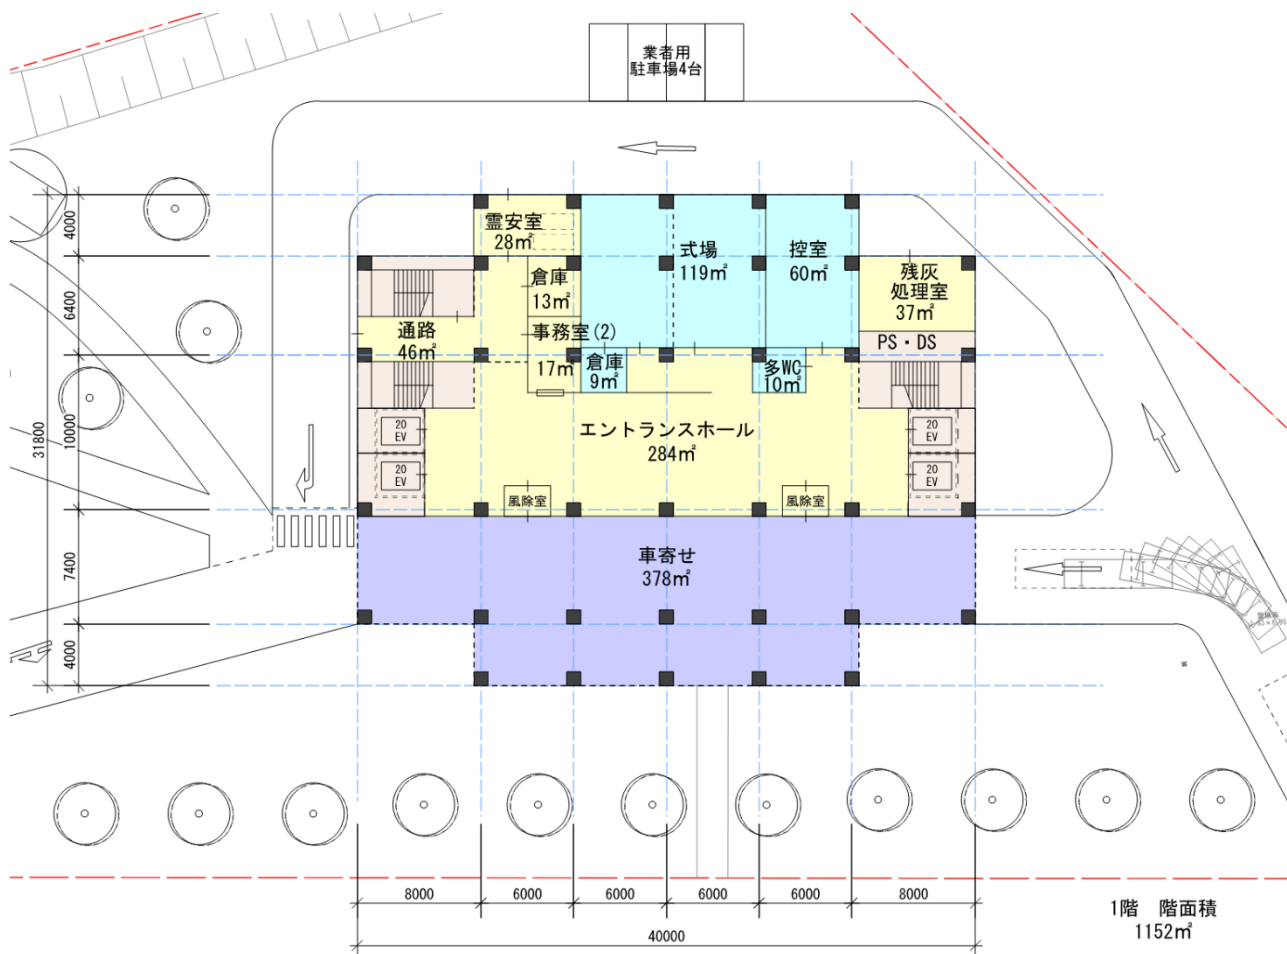 業者用
駐車場4台
霊安室
28㎡
倉庫
13㎡
式場
119㎡
控室
60㎡
残灰
処理室
37㎡
通路
46㎡
事務室(2)
17㎡
倉庫
9㎡
多WC
10㎡
PS・DS
エントランスホール
284㎡
20
EV
20
EV
20
EV
20
EV
風除室
風除室
車寄せ
378㎡
4000
6400
10000
7400
4000
31800
8000
6000
6000
6000
6000
8000
40000
1階 階面積
1152㎡